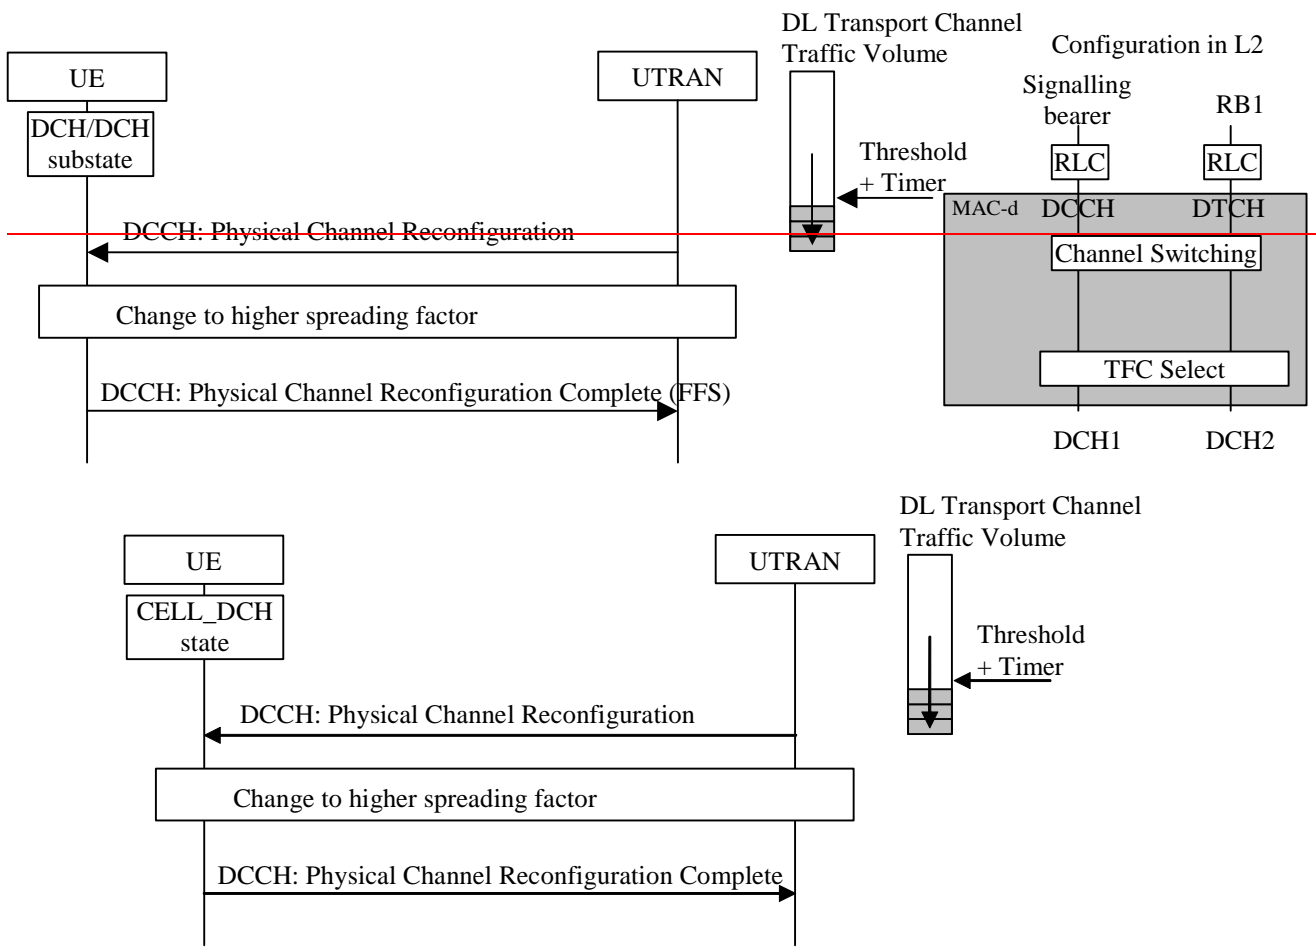 DL Transport Channel
Traffic Volume
Configuration in L2
UE
UTRAN
Signalling
bearer
RB1
DCH/DCH
substate
Threshold
+ Timer
RLC
RLC
MAC-d
DCCH
DTCH
DCCH: Physical Channel Reconfiguration
Channel Switching
Change to higher spreading factor
TFC Select
DCCH: Physical Channel Reconfiguration Complete (FFS)
DCH1
DCH2
DL Transport Channel
Traffic Volume
UE
UTRAN
CELL_DCH
state
Threshold
+ Timer
DCCH: Physical Channel Reconfiguration
Change to higher spreading factor
DCCH: Physical Channel Reconfiguration Complete